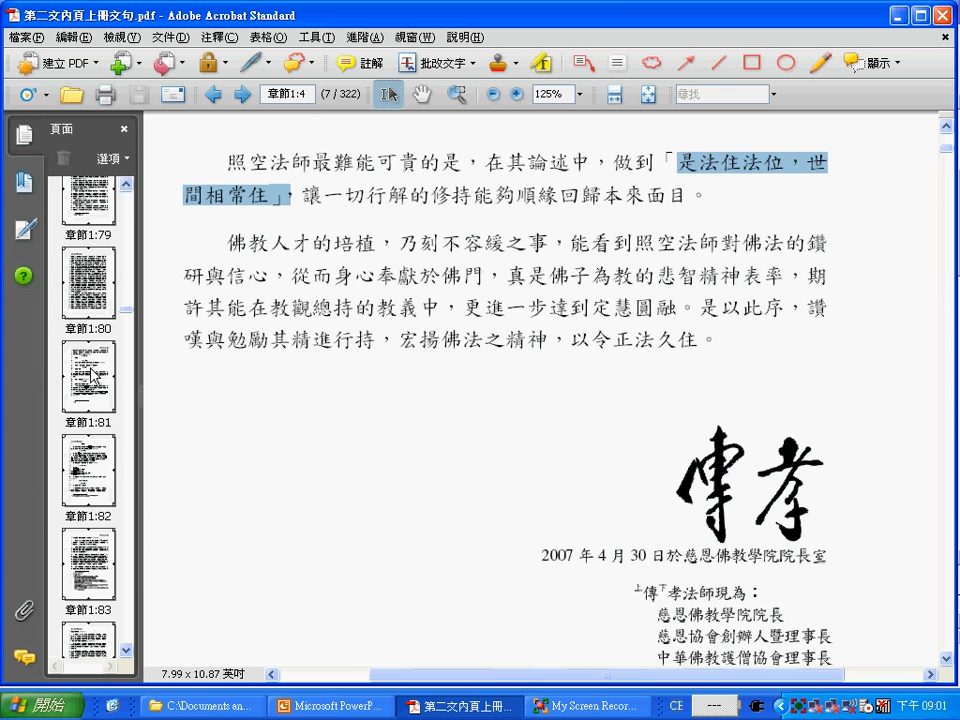 第二交內頁上冊文句.pdf - Adobe Acrobat Standard
檔案(F) 編輯(E) 檢視(V) 文件(D) 注釋(C) 表格(O) 工具(T) 進階(A) 視窗(W) 說明(H)
建立 PDF 註解 批改文字 顯示
章節1:4 (7 / 322) 125% 尋找
頁面
選項
章節1:79
章節1:80
章節1:81
章節1:82
章節1:83
照空法師最難能可貴的是，在其論述中，做到「是法住法位，世
間相常住」，讓一切行解的修持能夠順緣回歸本來面目。
佛教人才的培植，乃刻不容緩之事，能看到照空法師對佛法的鑽
研與信心，從而身心奉獻於佛門，真是佛子為教的悲智精神表率，期
許其能在教觀總持的教義中，更進一步達到定慧圓融。是以此序，讚
嘆與勉勵其精進行持，宏揚佛法之精神，以令正法久住。
傳孝
2007 年 4 月 30 日於慈恩佛教學院院長室
上傳下孝法師現為：
慈恩佛教學院院長
慈恩協會創辦人暨理事長
中華佛教護僧協會理事長
7.99 x 10.87 英吋
開始 C:\Documents an... Microsoft PowerP... 第二交內頁上冊... My Screen Recor... CE --- 下午 09:01